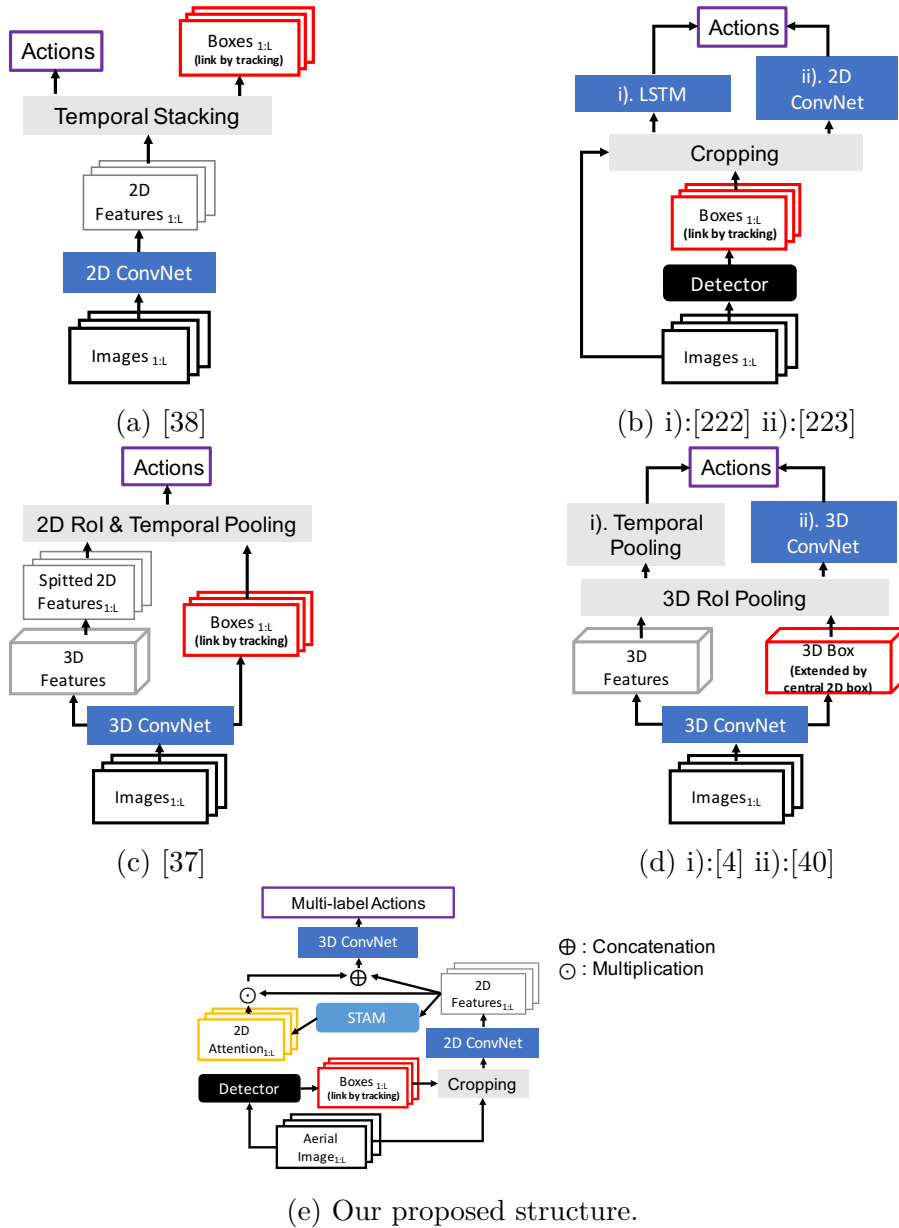 Actions
Boxes 1:L
(link by tracking)
Temporal Stacking
2D
Features 1:L
2D ConvNet
Images 1:L
(a) [38]
Actions
i). LSTM
ii). 2D
ConvNet
Cropping
Boxes 1:L
(link by tracking)
Detector
Images 1:L
(b) i):[222] ii):[223]
Actions
2D RoI & Temporal Pooling
Spitted 2D
Features1:L
Boxes 1:L
(link by tracking)
3D
Features
3D ConvNet
Images1:L
(c) [37]
Actions
i). Temporal
Pooling
ii). 3D
ConvNet
3D RoI Pooling
3D
Features
3D Box
(Extended by
central 2D box)
3D ConvNet
Images1:L
(d) i):[4] ii):[40]
Multi-label Actions
3D ConvNet
⊕ : Concatenation
⊙ : Multiplication
2D
Features1:L
STAM
2D
Attention1:L
2D ConvNet
Detector
Boxes 1:L
(link by tracking)
Cropping
Aerial
Image1:L
(e) Our proposed structure.